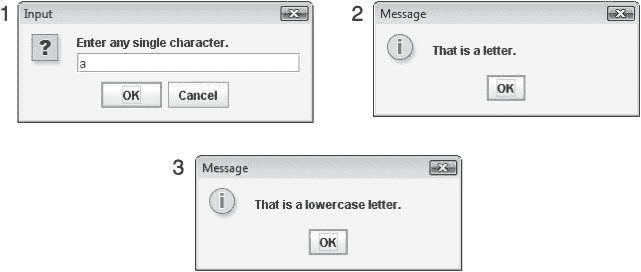 1
Input
Enter any single character.
a
OK Cancel
2
Message
That is a letter.
OK
3
Message
That is a lowercase letter.
OK